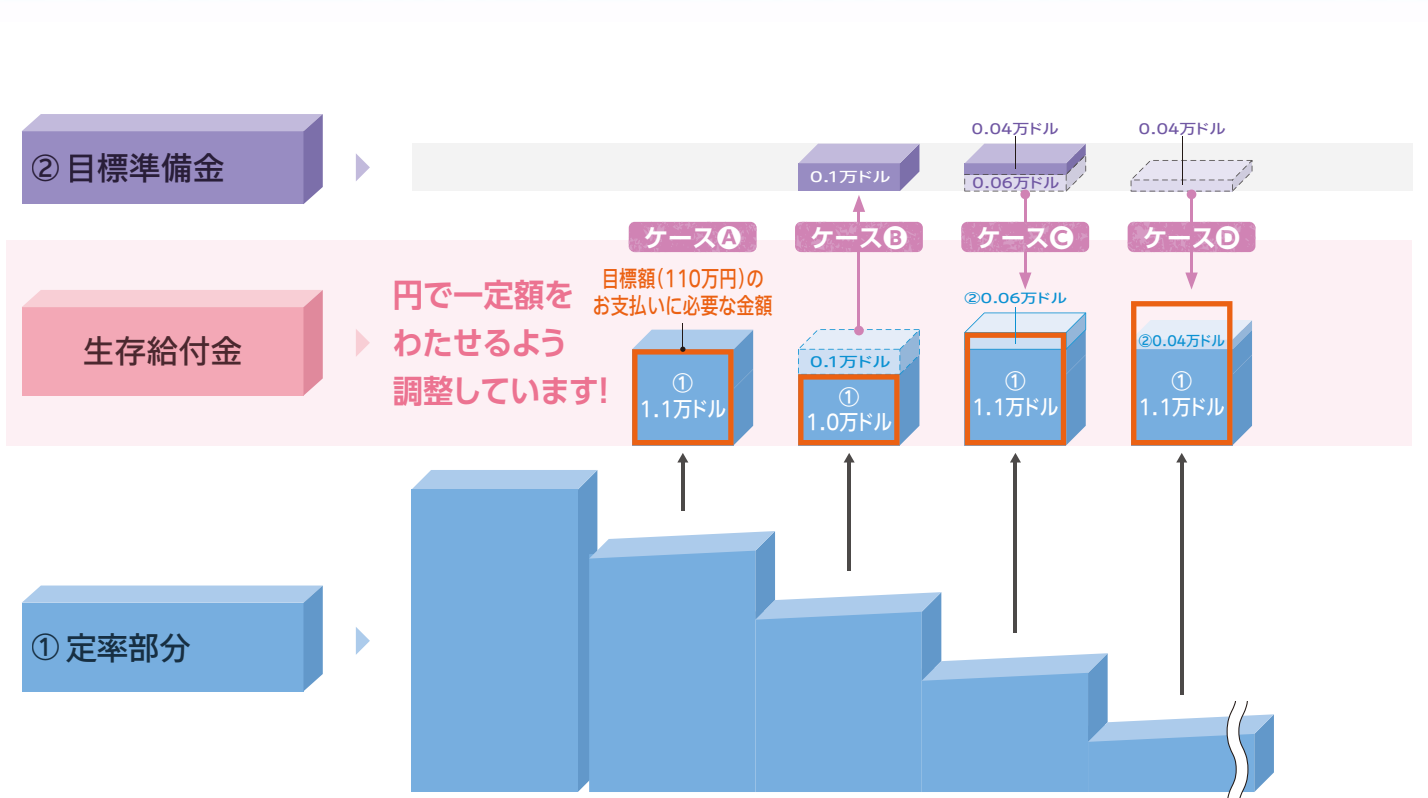 ②目標準備金
0.1万ドル
0.04万ドル
0.06万ドル
0.04万ドル
ケースA
ケースB
ケースC
ケースD
生存給付金
円で一定額を
わたせるよう
調整しています!
目標額(110万円)の
お支払いに必要な金額
①
1.1万ドル
0.1万ドル
①
1.0万ドル
②0.06万ドル
①
1.1万ドル
②0.04万ドル
①
1.1万ドル
①定率部分